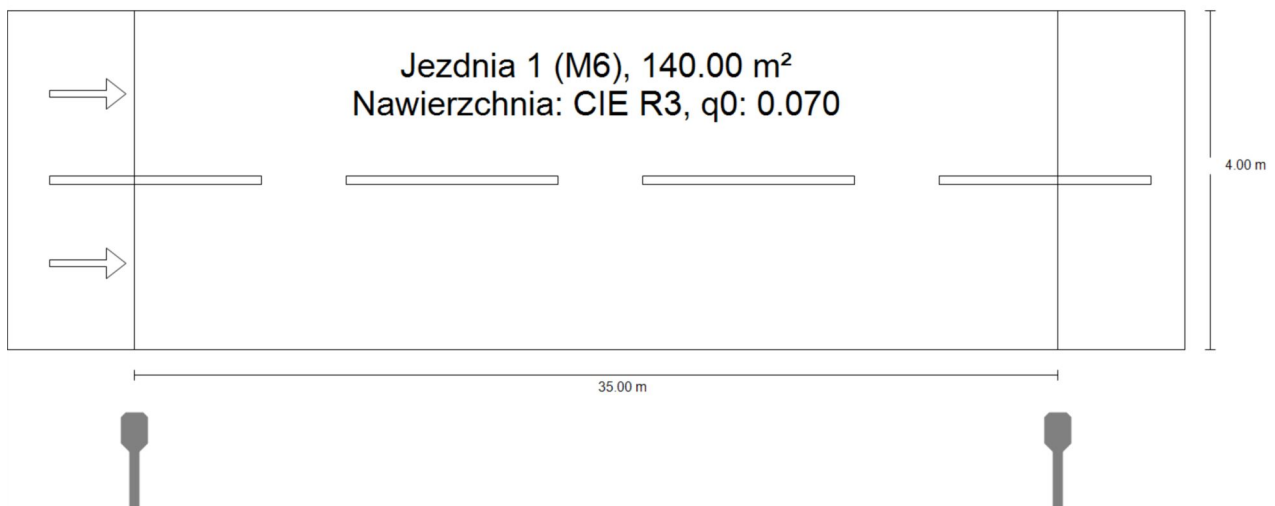 Jezdnia 1 (M6), 140.00 m²
Nawierzchnia: CIE R3, q0: 0.070
4.00 m
35.00 m